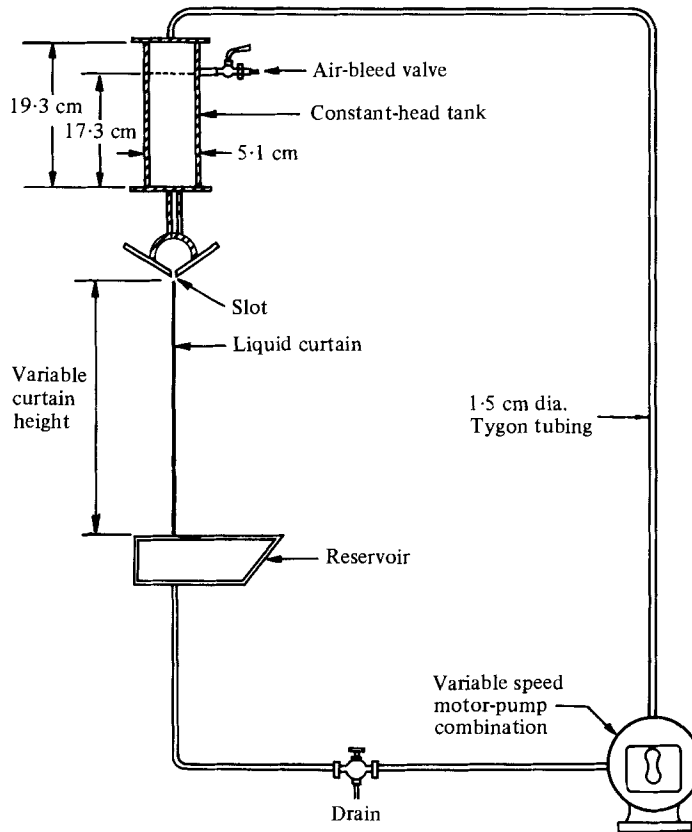 Air-bleed valve
19·3 cm
Constant-head tank
17·3 cm
5·1 cm
Slot
Liquid curtain
Variable
curtain
height
1·5 cm dia.
Tygon tubing
Reservoir
Variable speed
motor-pump
combination
Drain